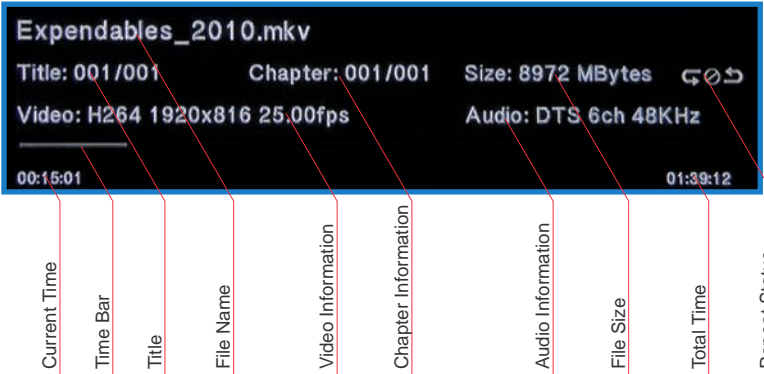 Expendables_2010.mkv
Title: 001/001 Chapter: 001/001 Size: 8972 MBytes
Video: H264 1920x816 25.00fps Audio: DTS 6ch 48KHz
00:15:01 01:39:12
Current Time
Time Bar
Title
File Name
Video Information
Chapter Information
Audio Information
File Size
Total Time
Repeat Status